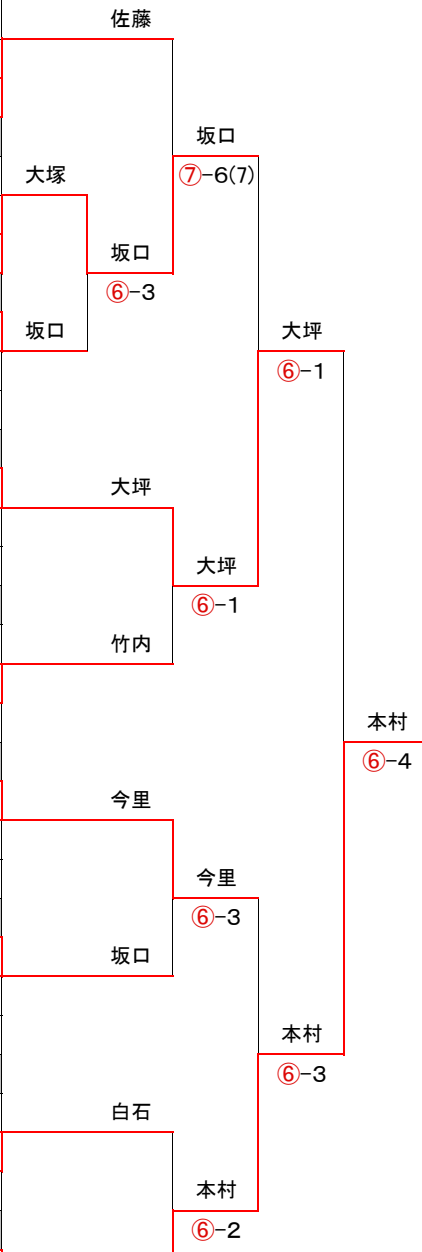 佐藤
坂口
⑦-6(7)
大塚
坂口
⑥-3
坂口
大坪
⑥-1
大坪
大坪
⑥-1
竹内
本村
⑥-4
今里
今里
⑥-3
坂口
本村
⑥-3
白石
本村
⑥-2